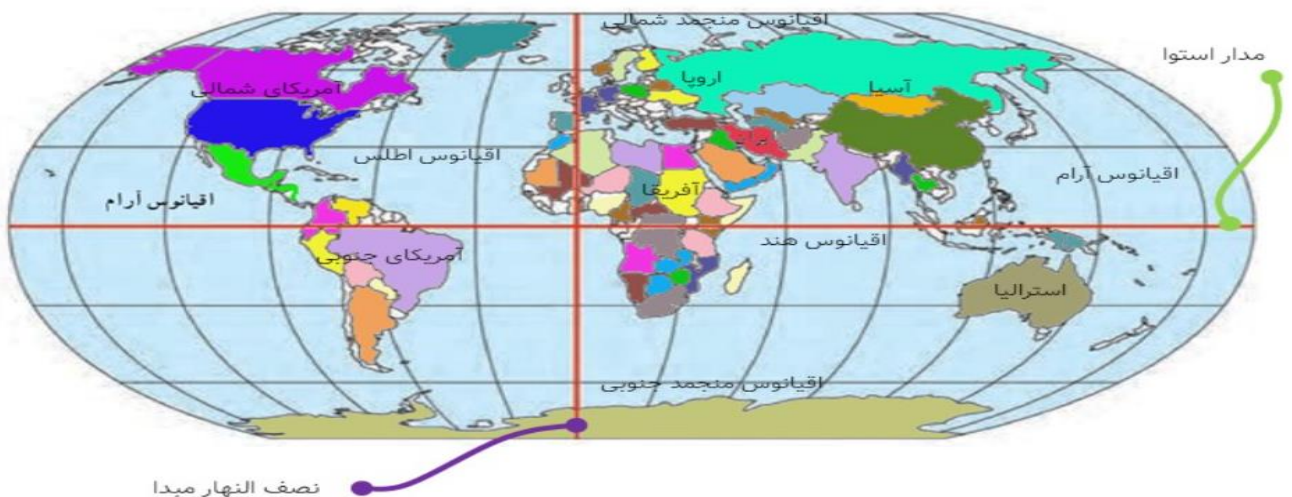 اقیانوس منجمد شمالی
مدار استوا
آمریکای شمالی
اروپا
آسیا
اقیانوس اطلس
ایران
اقیانوس آرام
آفریقا
اقیانوس آرام
اقیانوس هند
آمریکای جنوبی
استرالیا
اقیانوس منجمد جنوبی
نصف النهار مبدا